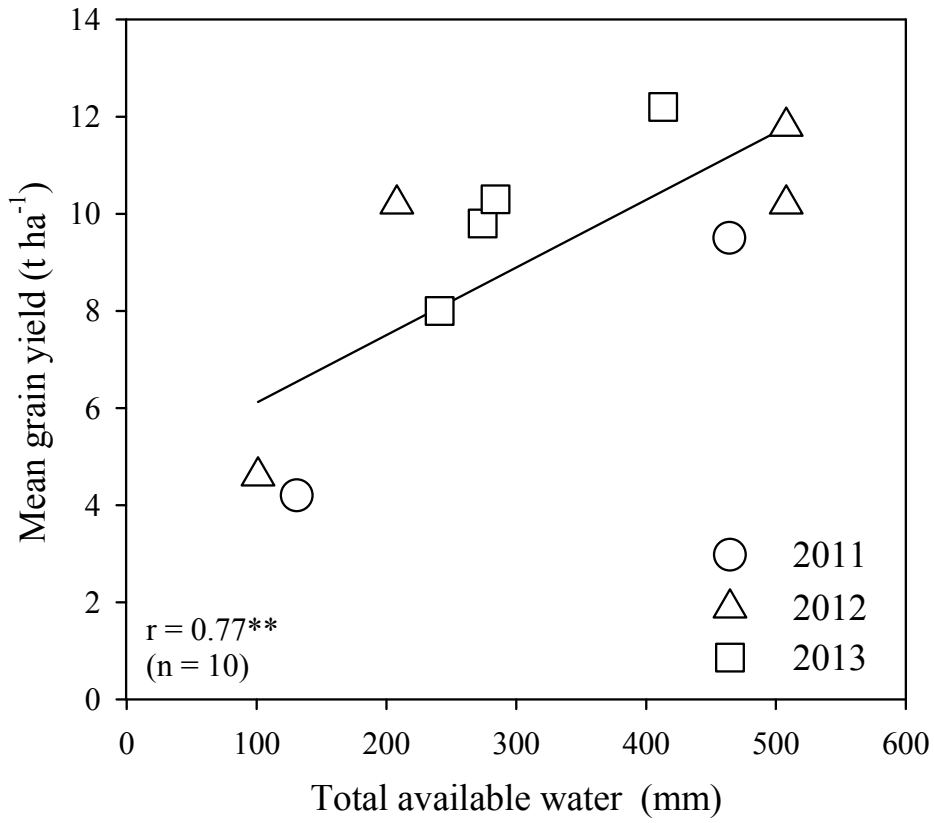 14
12
10
8
6
4
2
0
Mean grain yield (t ha⁻¹)
2011
2012
2013
r = 0.77**
(n = 10)
0 100 200 300 400 500 600
Total available water (mm)